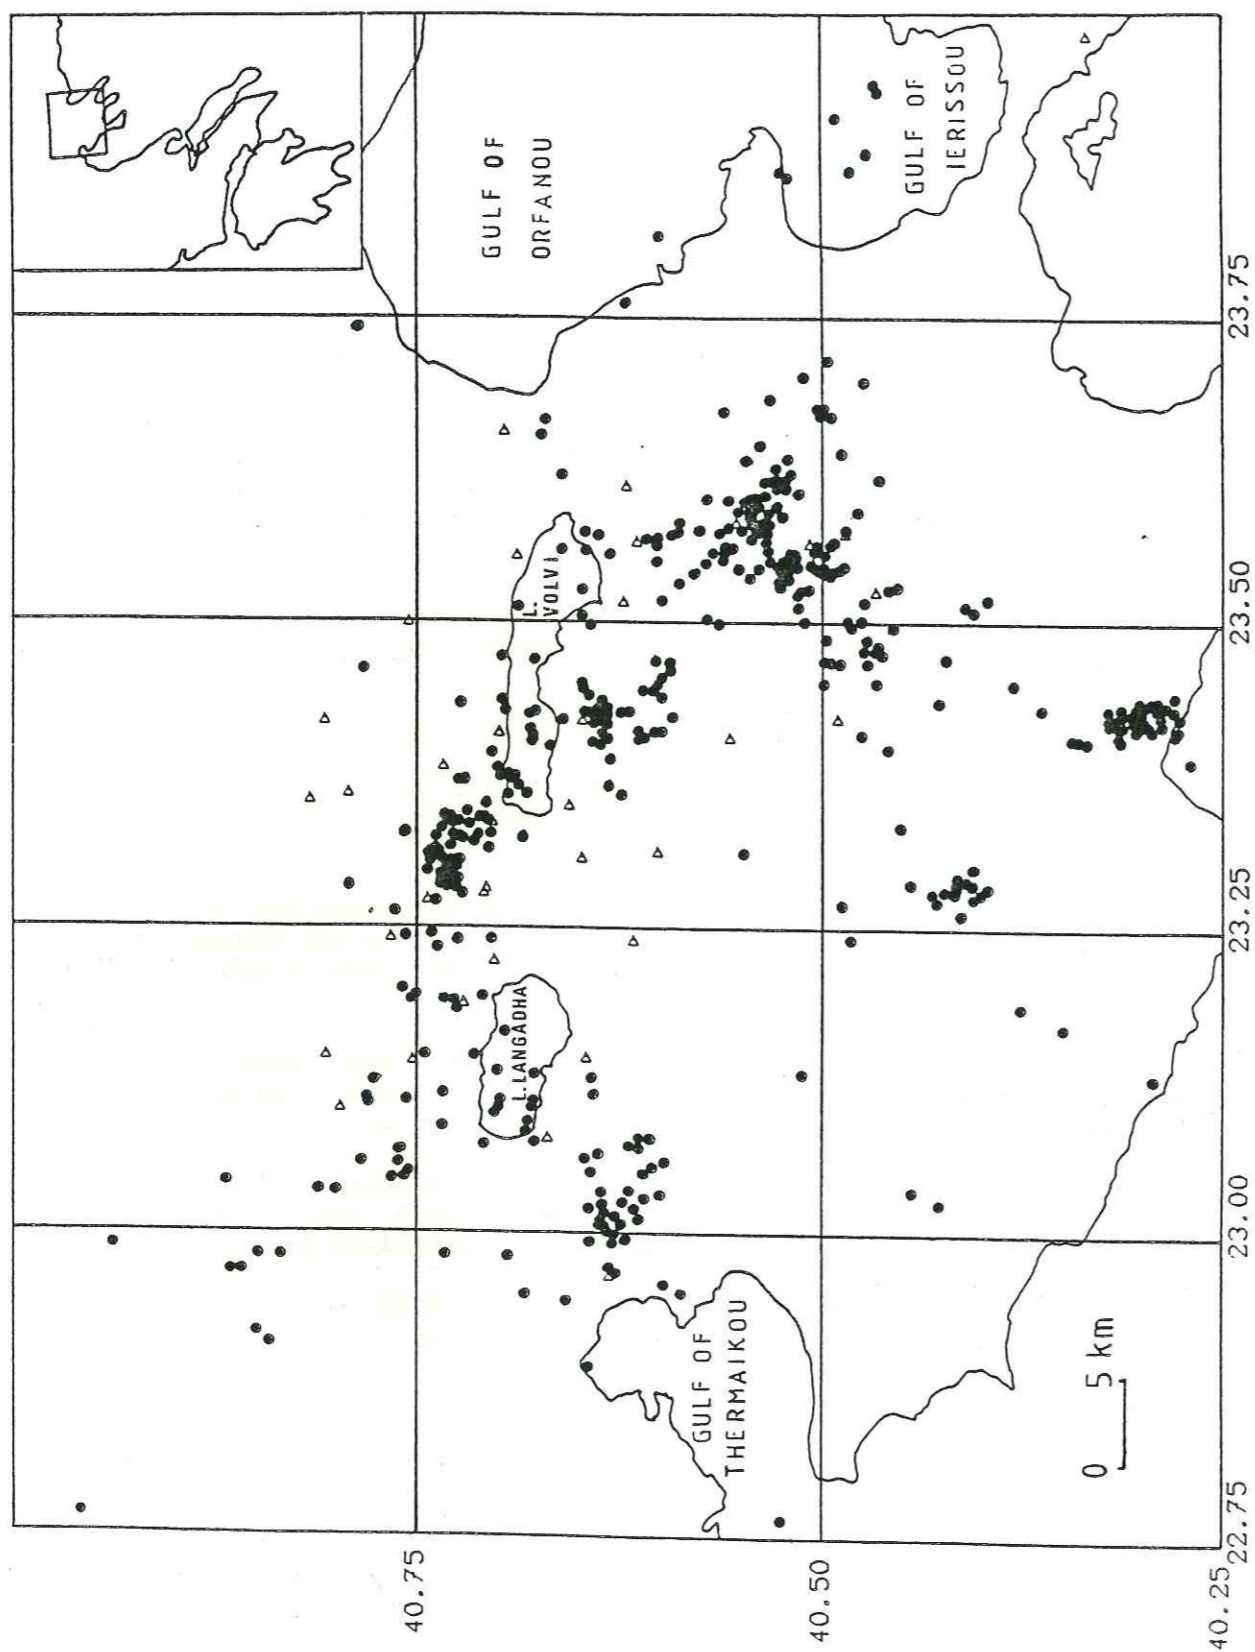 GULF OF
ORFANOU
GULF OF
IERISSOU
L.
VOLVI
L.LANGADHA
GULF OF
THERMAIKOU
0 5 km
40.75
40.50
40.25
22.75
23.00
23.25
23.50
23.75